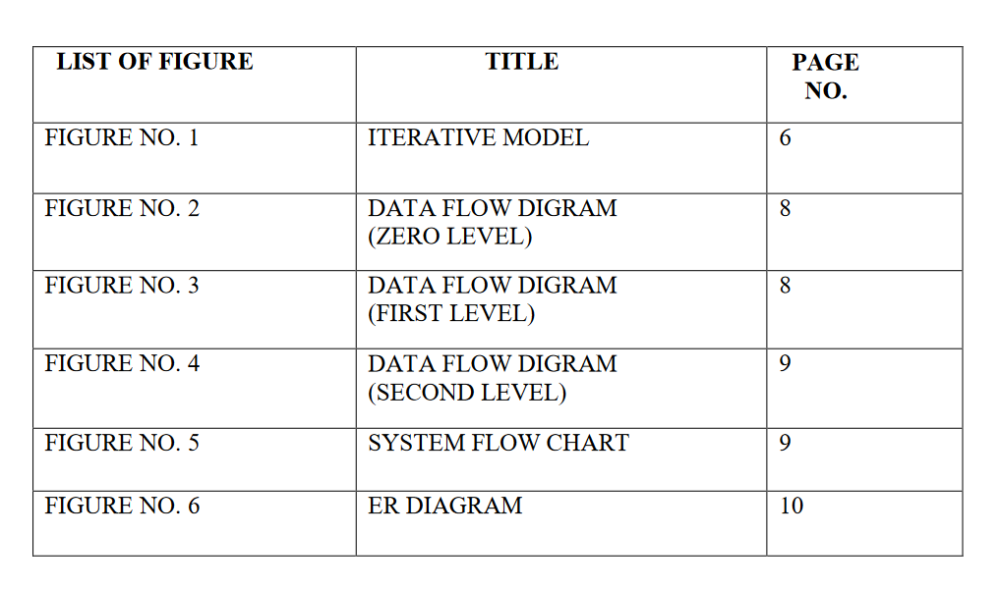 LIST OF FIGURE TITLE PAGE
NO.
FIGURE NO. 1 ITERATIVE MODEL 6
FIGURE NO. 2 DATA FLOW DIGRAM 8
(ZERO LEVEL)
FIGURE NO. 3 DATA FLOW DIGRAM 8
(FIRST LEVEL)
FIGURE NO. 4 DATA FLOW DIGRAM 9
(SECOND LEVEL)
FIGURE NO. 5 SYSTEM FLOW CHART 9
FIGURE NO. 6 ER DIAGRAM 10